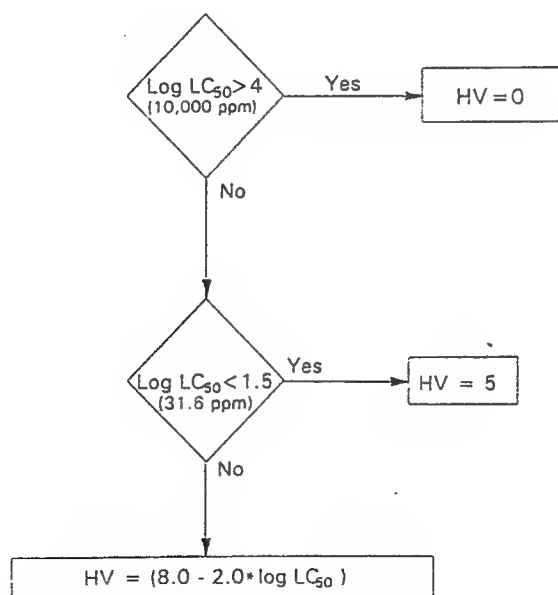 Log LC50>4
(10,000 ppm)
Yes
HV=0
No
Log LC50<1.5
(31.6 ppm)
Yes
HV = 5
No
HV = (8.0 - 2.0*log LC50 )